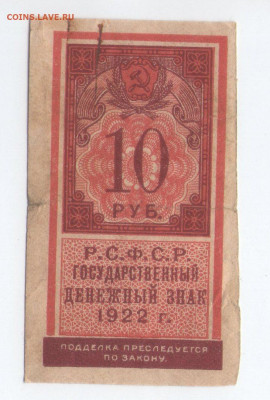 COINS.LAVE.RU
10
РУБ.
Р.С.Ф.С.Р.
ГОСУДАРСТВЕННЫЙ
ДЕНЕЖНЫЙ ЗНАК
1922 г.
ПОДДЕЛКА ПРЕСЛЕДУЕТСЯ
ПО ЗАКОНУ.